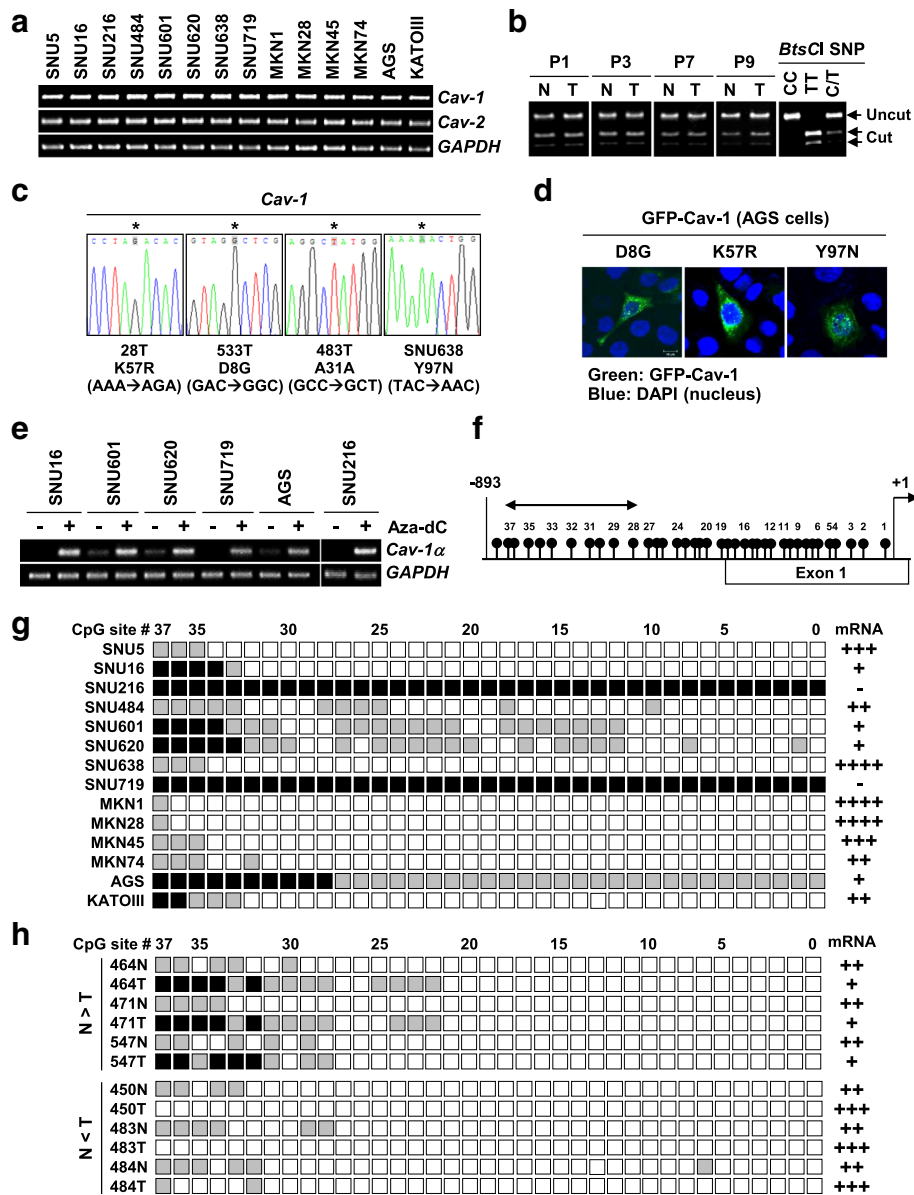 a
SNU5 SNU16 SNU216 SNU484 SNU601 SNU620 SNU638 SNU719 MKN1 MKN28 MKN45 MKN74 AGS KATOIII
Cav-1
Cav-2
GAPDH
b
BtsCI SNP
P1 P3 P7 P9 CC TT C/T
N T N T N T N T
Uncut
Cut
c
Cav-1
* * * *
C C T A G A C A C G T A G G C T C G A G G C T A T G G A A A A A C T G G
28T 533T 483T SNU638
K57R D8G A31A Y97N
(AAA→AGA) (GAC→GGC) (GCC→GCT) (TAC→AAC)
d
GFP-Cav-1 (AGS cells)
D8G K57R Y97N
Green: GFP-Cav-1
Blue: DAPI (nucleus)
e
SNU16 SNU601 SNU620 SNU719 AGS SNU216
- + - + - + - + - + - + Aza-dC
Cav-1α
GAPDH
f
-893 +1
37 35 33 32 31 29 28 27 24 20 19 16 12 11 9 6 54 3 2 1
Exon 1
g
CpG site # 37 35 30 25 20 15 10 5 0 mRNA
SNU5 +++
SNU16 +
SNU216 -
SNU484 ++
SNU601 +
SNU620 +
SNU638 ++++
SNU719 -
MKN1 ++++
MKN28 ++++
MKN45 +++
MKN74 ++
AGS +
KATOIII ++
h
CpG site # 37 35 30 25 20 15 10 5 0 mRNA
N > T
464N ++
464T +
471N ++
471T +
547N ++
547T +
N < T
450N ++
450T +++
483N ++
483T +++
484N ++
484T +++